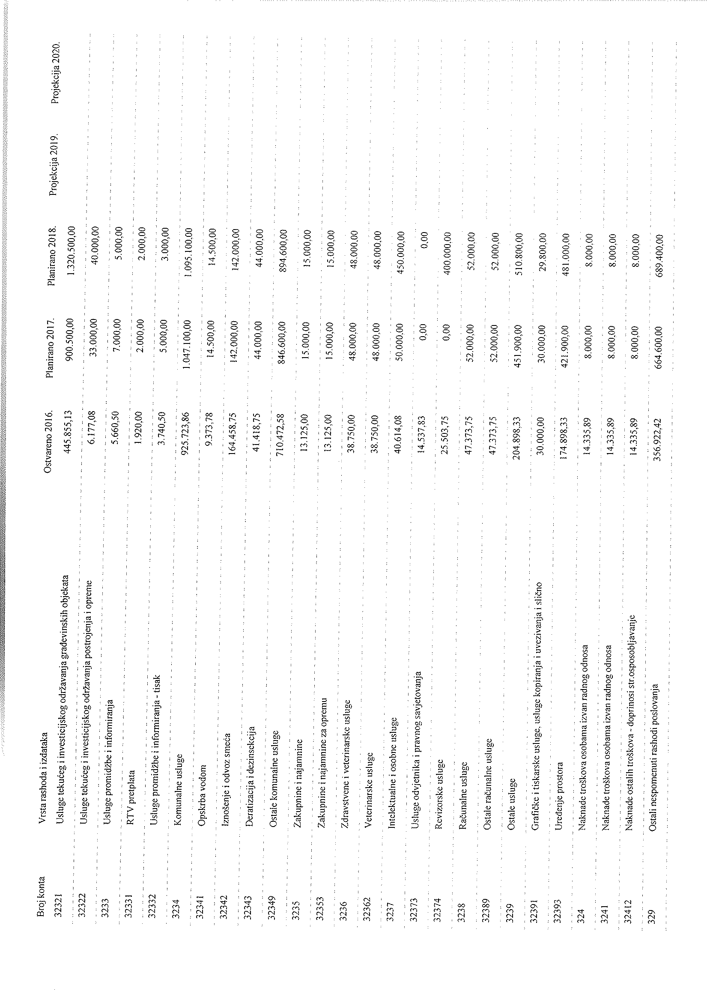 Broj konta Vrsta rashoda i izdataka Ostvareno 2016. Planirano 2017. Planirano 2018. Projekcija 2019. Projekcija 2020.
32321 Usluge tekućeg i investicijskog održavanja građevinskih objekata 445.855,13 900.500,00 1.320.500,00
32322 Usluge tekućeg i investicijskog održavanja postrojenja i opreme 6.177,08 33.000,00 40.000,00
3233 Usluge promidžbe i informiranja 5.660,50 7.000,00 5.000,00
32331 RTV pretplata 1.920,00 2.000,00 2.000,00
32332 Usluge promidžbe i informiranja - tisak 3.740,50 5.000,00 3.000,00
3234 Komunalne usluge 925.723,86 1.047.100,00 1.095.100,00
32341 Opskrba vodom 9.373,78 14.500,00 14.500,00
32342 Iznošenje i odvoz smeća 164.458,75 142.000,00 142.000,00
32343 Deratizacija i dezinsekcija 41.418,75 44.000,00 44.000,00
32349 Ostale komunalne usluge 710.472,58 846.600,00 894.600,00
3235 Zakupnine i najamnine 13.125,00 15.000,00 15.000,00
32353 Zakupnine i najamnine za opremu 13.125,00 15.000,00 15.000,00
3236 Zdravstvene i veterinarske usluge 38.750,00 48.000,00 48.000,00
32362 Veterinarske usluge 38.750,00 48.000,00 48.000,00
3237 Intelektualne i osobne usluge 40.614,08 50.000,00 450.000,00
32373 Usluge odvjetnika i pravnog savjetovanja 14.537,83 0,00 0,00
32374 Revizorske usluge 25.503,75 0,00 400.000,00
3238 Računalne usluge 47.373,75 52.000,00 52.000,00
32389 Ostale računalne usluge 47.373,75 52.000,00 52.000,00
3239 Ostale usluge 204.898,33 451.900,00 510.800,00
32391 Grafičke i tiskarske usluge, usluge kopiranja i uvezivanja i slično 30.000,00 30.000,00 29.800,00
32393 Uređenje prostora 174.898,33 421.900,00 481.000,00
324 Naknade troškova osobama izvan radnog odnosa 14.335,89 8.000,00 8.000,00
3241 Naknade troškova osobama izvan radnog odnosa 14.335,89 8.000,00 8.000,00
32412 Naknade ostalih troškova - doprinosi str.osposobljavanje 14.335,89 8.000,00 8.000,00
329 Ostali nespomenuti rashodi poslovanja 356.922,42 664.600,00 689.400,00